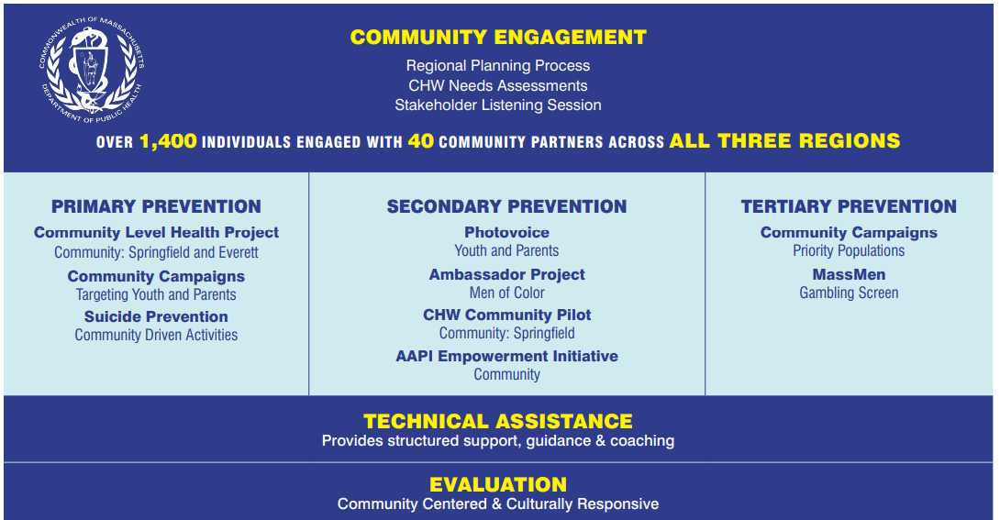 COMMONWEALTH OF MASSACHUSETTS
DEPARTMENT OF PUBLIC HEALTH
COMMUNITY ENGAGEMENT
Regional Planning Process
CHW Needs Assessments
Stakeholder Listening Session
OVER 1,400 INDIVIDUALS ENGAGED WITH 40 COMMUNITY PARTNERS ACROSS ALL THREE REGIONS
PRIMARY PREVENTION
Community Level Health Project
Community: Springfield and Everett
Community Campaigns
Targeting Youth and Parents
Suicide Prevention
Community Driven Activities
SECONDARY PREVENTION
Photovoice
Youth and Parents
Ambassador Project
Men of Color
CHW Community Pilot
Community: Springfield
AAPI Empowerment Initiative
Community
TERTIARY PREVENTION
Community Campaigns
Priority Populations
MassMen
Gambling Screen
TECHNICAL ASSISTANCE
Provides structured support, guidance & coaching
EVALUATION
Community Centered & Culturally Responsive